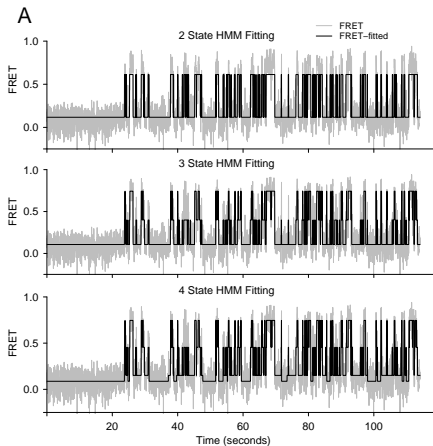 A
2 State HMM Fitting
FRET
FRET-fitted
1.0
0.5
0.0
FRET
3 State HMM Fitting
1.0
0.5
0.0
FRET
4 State HMM Fitting
1.0
0.5
0.0
FRET
20 40 60 80 100
Time (seconds)